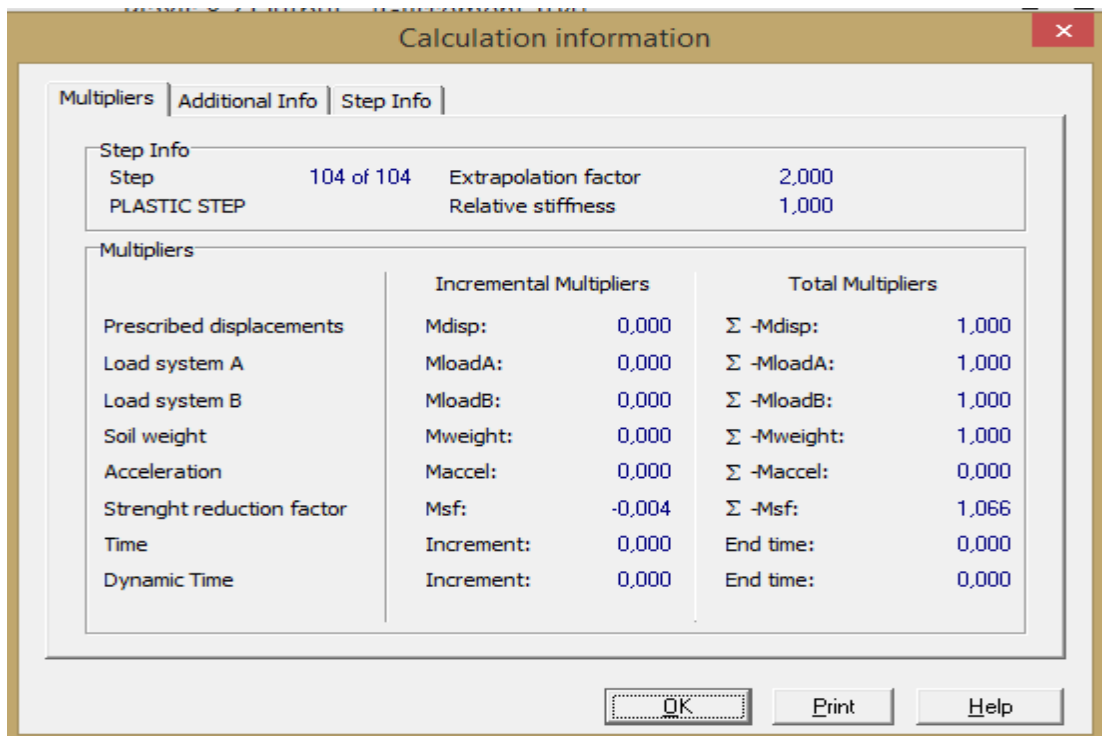 Calculation information
Multipliers Additional Info Step Info
Step Info
Step 104 of 104 Extrapolation factor 2,000
PLASTIC STEP Relative stiffness 1,000
Multipliers
Incremental Multipliers Total Multipliers
Prescribed displacements Mdisp: 0,000 Σ -Mdisp: 1,000
Load system A MloadA: 0,000 Σ -MloadA: 1,000
Load system B MloadB: 0,000 Σ -MloadB: 1,000
Soil weight Mweight: 0,000 Σ -Mweight: 1,000
Acceleration Maccel: 0,000 Σ -Maccel: 0,000
Strenght reduction factor Msf: -0,004 Σ -Msf: 1,066
Time Increment: 0,000 End time: 0,000
Dynamic Time Increment: 0,000 End time: 0,000
OK Print Help